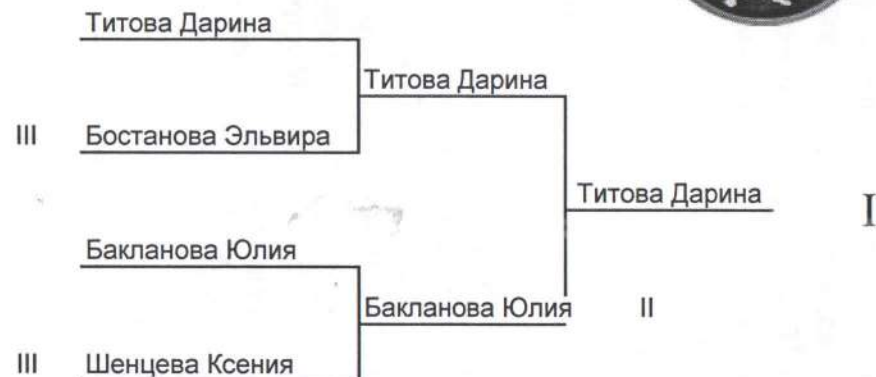 Титова Дарина
Титова Дарина
III Бостанова Эльвира
Титова Дарина I
Бакланова Юлия
Бакланова Юлия II
III Шенцева Ксения